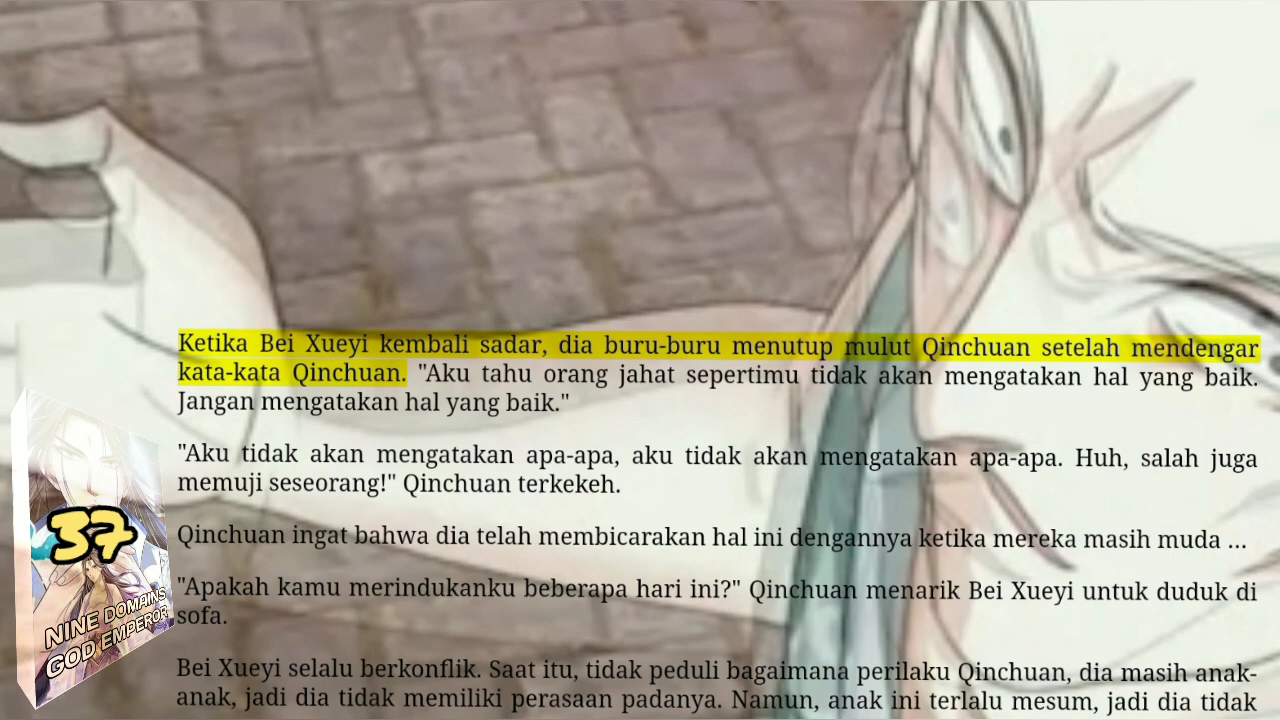 Ketika Bei Xueyi kembali sadar, dia buru-buru menutup mulut Qinchuan setelah mendengar
kata-kata Qinchuan. "Aku tahu orang jahat sepertimu tidak akan mengatakan hal yang baik.
Jangan mengatakan hal yang baik."
"Aku tidak akan mengatakan apa-apa, aku tidak akan mengatakan apa-apa. Huh, salah juga
memuji seseorang!" Qinchuan terkekeh.
Qinchuan ingat bahwa dia telah membicarakan hal ini dengannya ketika mereka masih muda ...
"Apakah kamu merindukanku beberapa hari ini?" Qinchuan menarik Bei Xueyi untuk duduk di
sofa.
Bei Xueyi selalu berkonflik. Saat itu, tidak peduli bagaimana perilaku Qinchuan, dia masih anak-
anak, jadi dia tidak memiliki perasaan padanya. Namun, anak ini terlalu mesum, jadi dia tidak
37
NINE DOMAINS
GOD EMPEROR